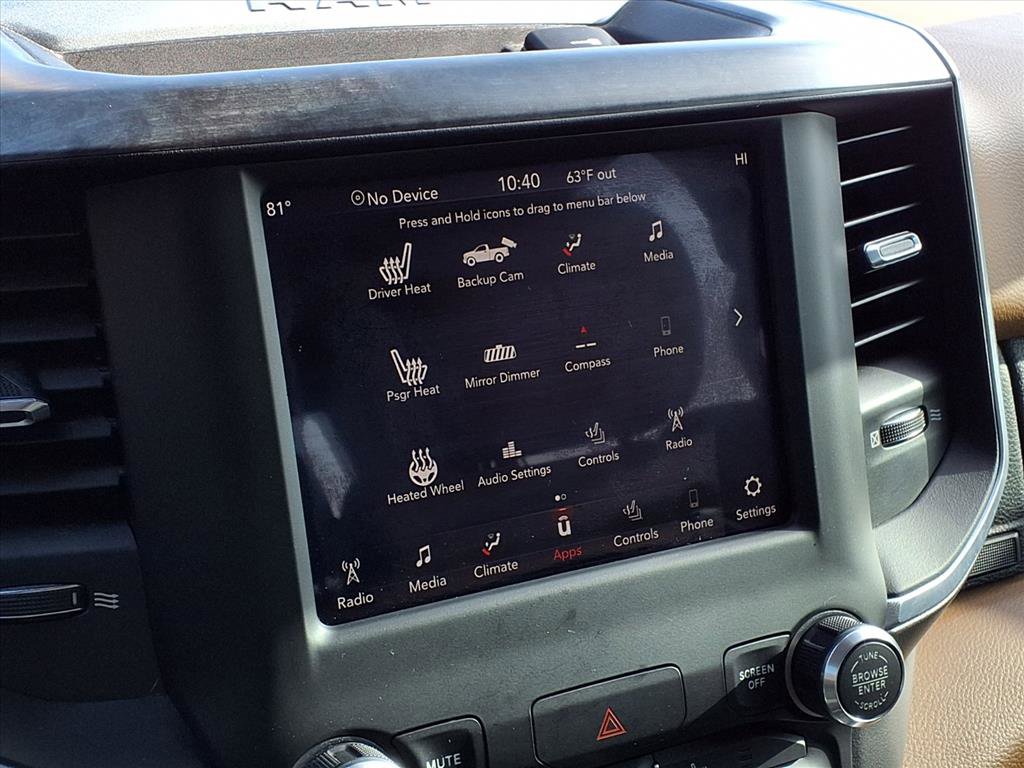 RAM
81° No Device 10:40 63°F out HI
Press and Hold icons to drag to menu bar below
Driver Heat Backup Cam Climate Media
Psgr Heat Mirror Dimmer Compass Phone
Heated Wheel Audio Settings Controls Radio
Radio Media Climate Apps Controls Phone Settings
SCREEN
OFF
TUNE
BROWSE
ENTER
SCROLL
MUTE